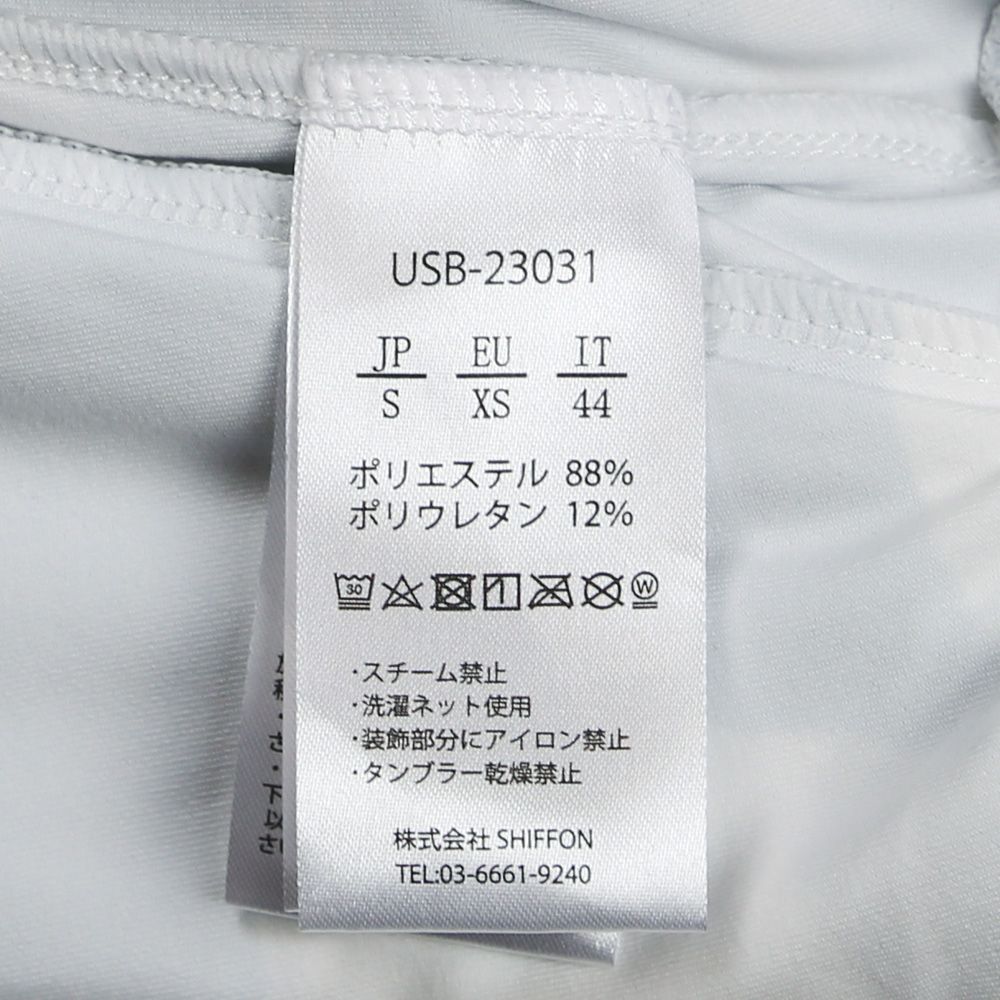 USB-23031
JP EU IT
S XS 44
ポリエステル 88%
ポリウレタン 12%
30 W
・スチーム禁止
・洗濯ネット使用
・装飾部分にアイロン禁止
・タンブラー乾燥禁止
株式会社 SHIFFON
TEL:03-6661-9240